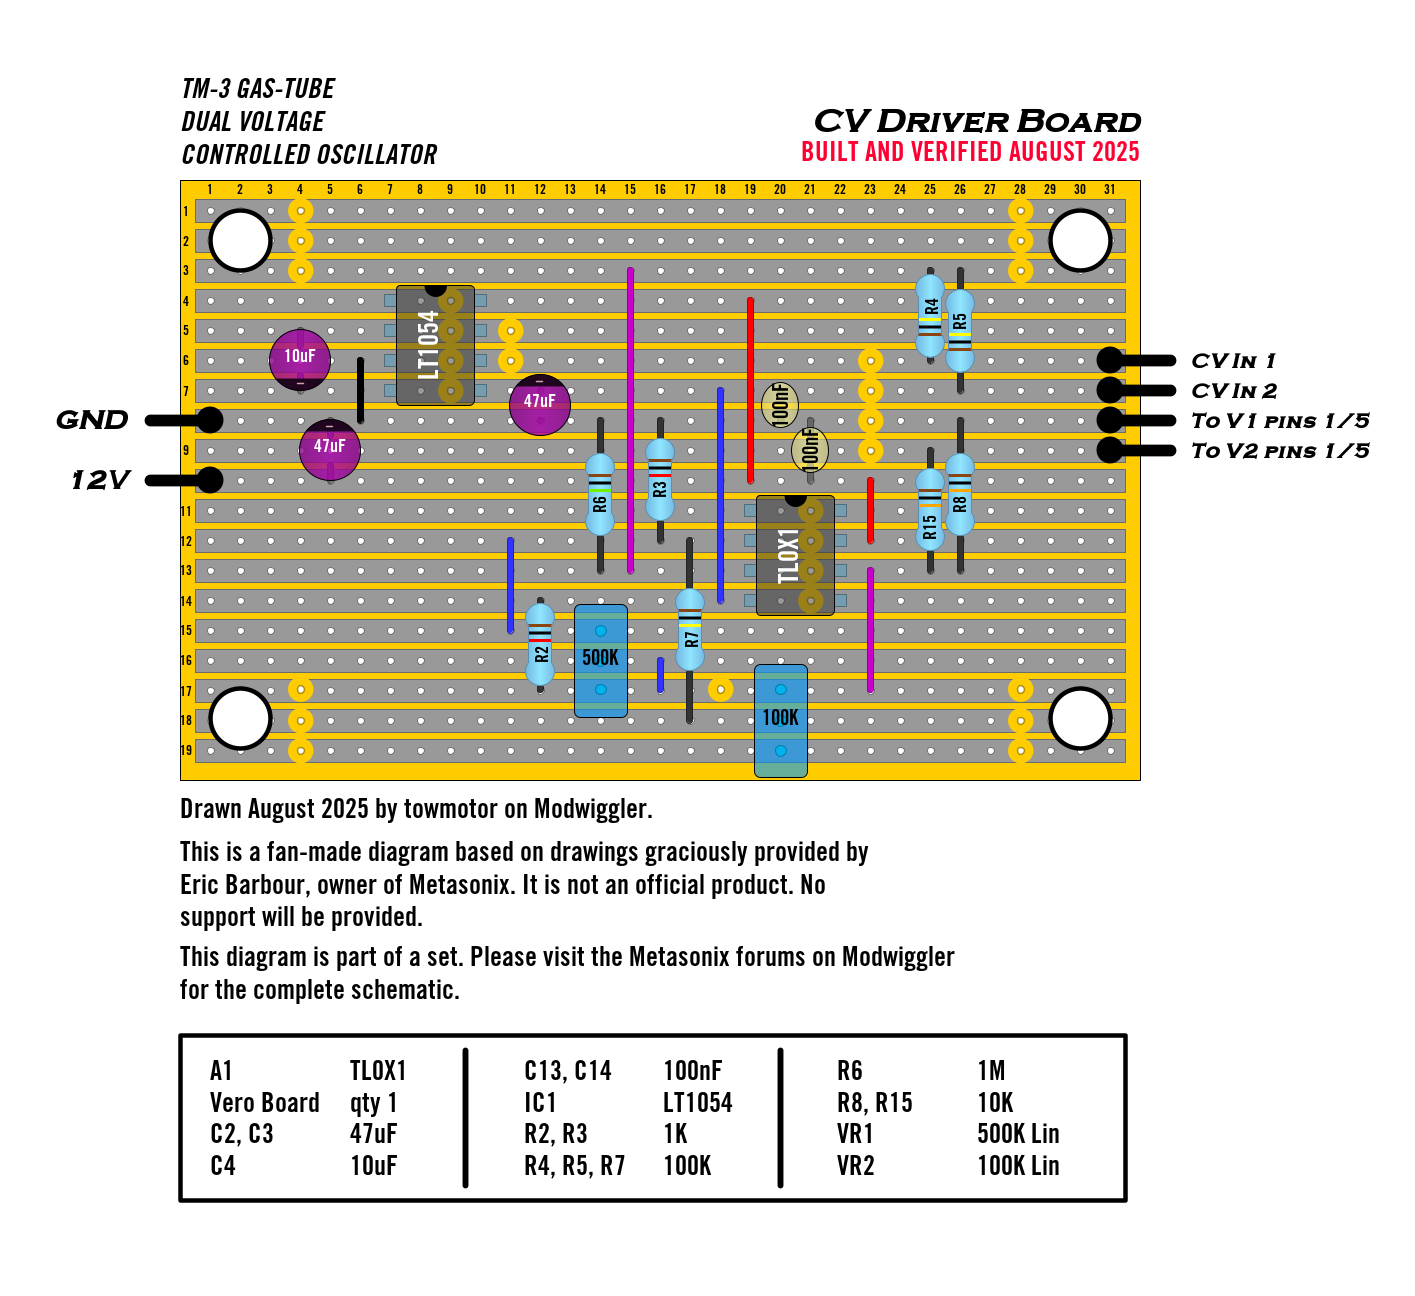 TM-3 GAS-TUBE
DUAL VOLTAGE
CONTROLLED OSCILLATOR
CV DRIVER BOARD
BUILT AND VERIFIED AUGUST 2025
1 2 3 4 5 6 7 8 9 10 11 12 13 14 15 16 17 18 19 20 21 22 23 24 25 26 27 28 29 30 31
1
2
3
4
R4
5
LT1054
R5
10uF
6
CV IN 1
7
47uF
100nF
CV IN 2
GND
TO V1 PINS 1/5
47uF
9
100nF
TO V2 PINS 1/5
12V
R6
R3
R8
11
R15
12
TL0X1
13
14
15
R7
R2
500K
16
17
18
100K
19
Drawn August 2025 by towmotor on Modwiggler.
This is a fan-made diagram based on drawings graciously provided by
Eric Barbour, owner of Metasonix. It is not an official product. No
support will be provided.
This diagram is part of a set. Please visit the Metasonix forums on Modwiggler
for the complete schematic.
A1 TL0X1
Vero Board qty 1
C2, C3 47uF
C4 10uF
C13, C14 100nF
IC1 LT1054
R2, R3 1K
R4, R5, R7 100K
R6 1M
R8, R15 10K
VR1 500K Lin
VR2 100K Lin